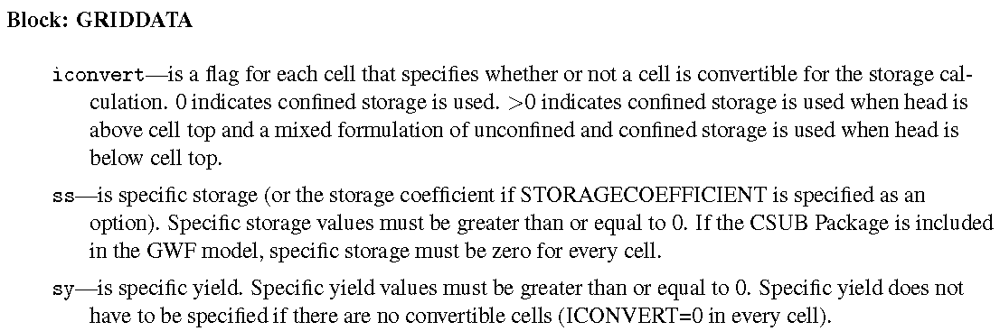 Block: GRIDDATA
iconvert—is a flag for each cell that specifies whether or not a cell is convertible for the storage cal-
culation. 0 indicates confined storage is used. >0 indicates confined storage is used when head is
above cell top and a mixed formulation of unconfined and confined storage is used when head is
below cell top.
ss—is specific storage (or the storage coefficient if STORAGECOEFFICIENT is specified as an
option). Specific storage values must be greater than or equal to 0. If the CSUB Package is included
in the GWF model, specific storage must be zero for every cell.
sy—is specific yield. Specific yield values must be greater than or equal to 0. Specific yield does not
have to be specified if there are no convertible cells (ICONVERT=0 in every cell).